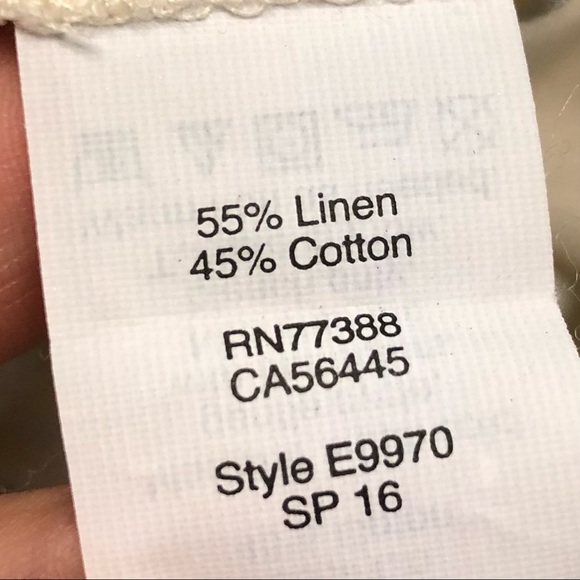 55% Linen
45% Cotton
RN77388
CA56445
Style E9970
SP 16